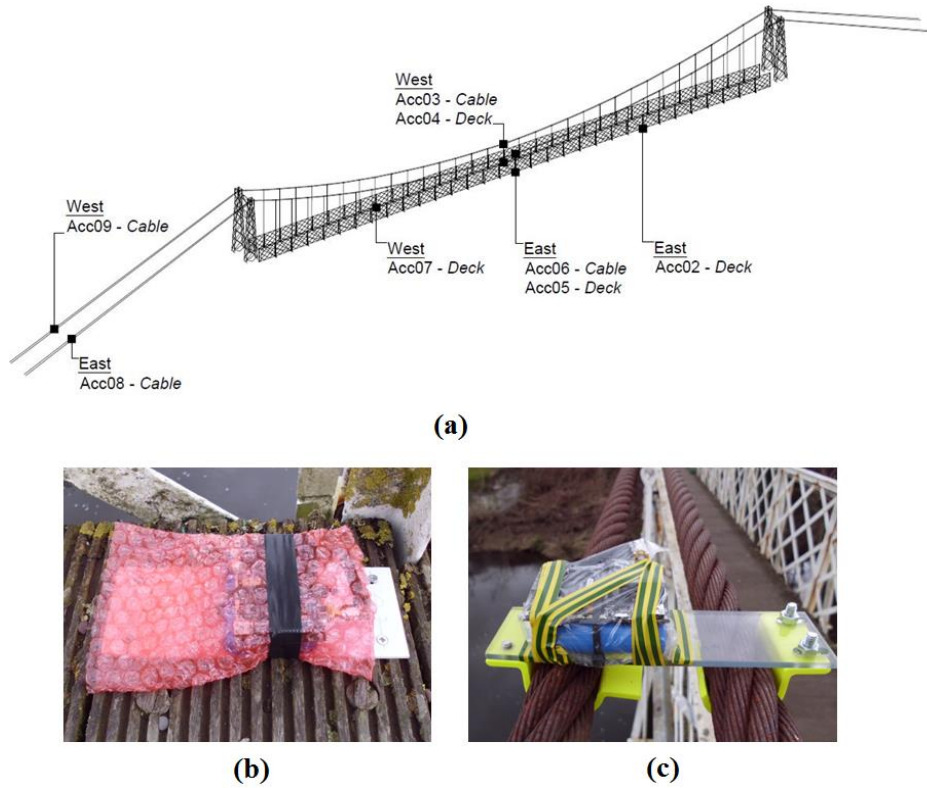 West
Acc03 - Cable
Acc04 - Deck
West
Acc09 - Cable
West
Acc07 - Deck
East
Acc06 - Cable
Acc05 - Deck
East
Acc02 - Deck
East
Acc08 - Cable
(a)
(b)
(c)